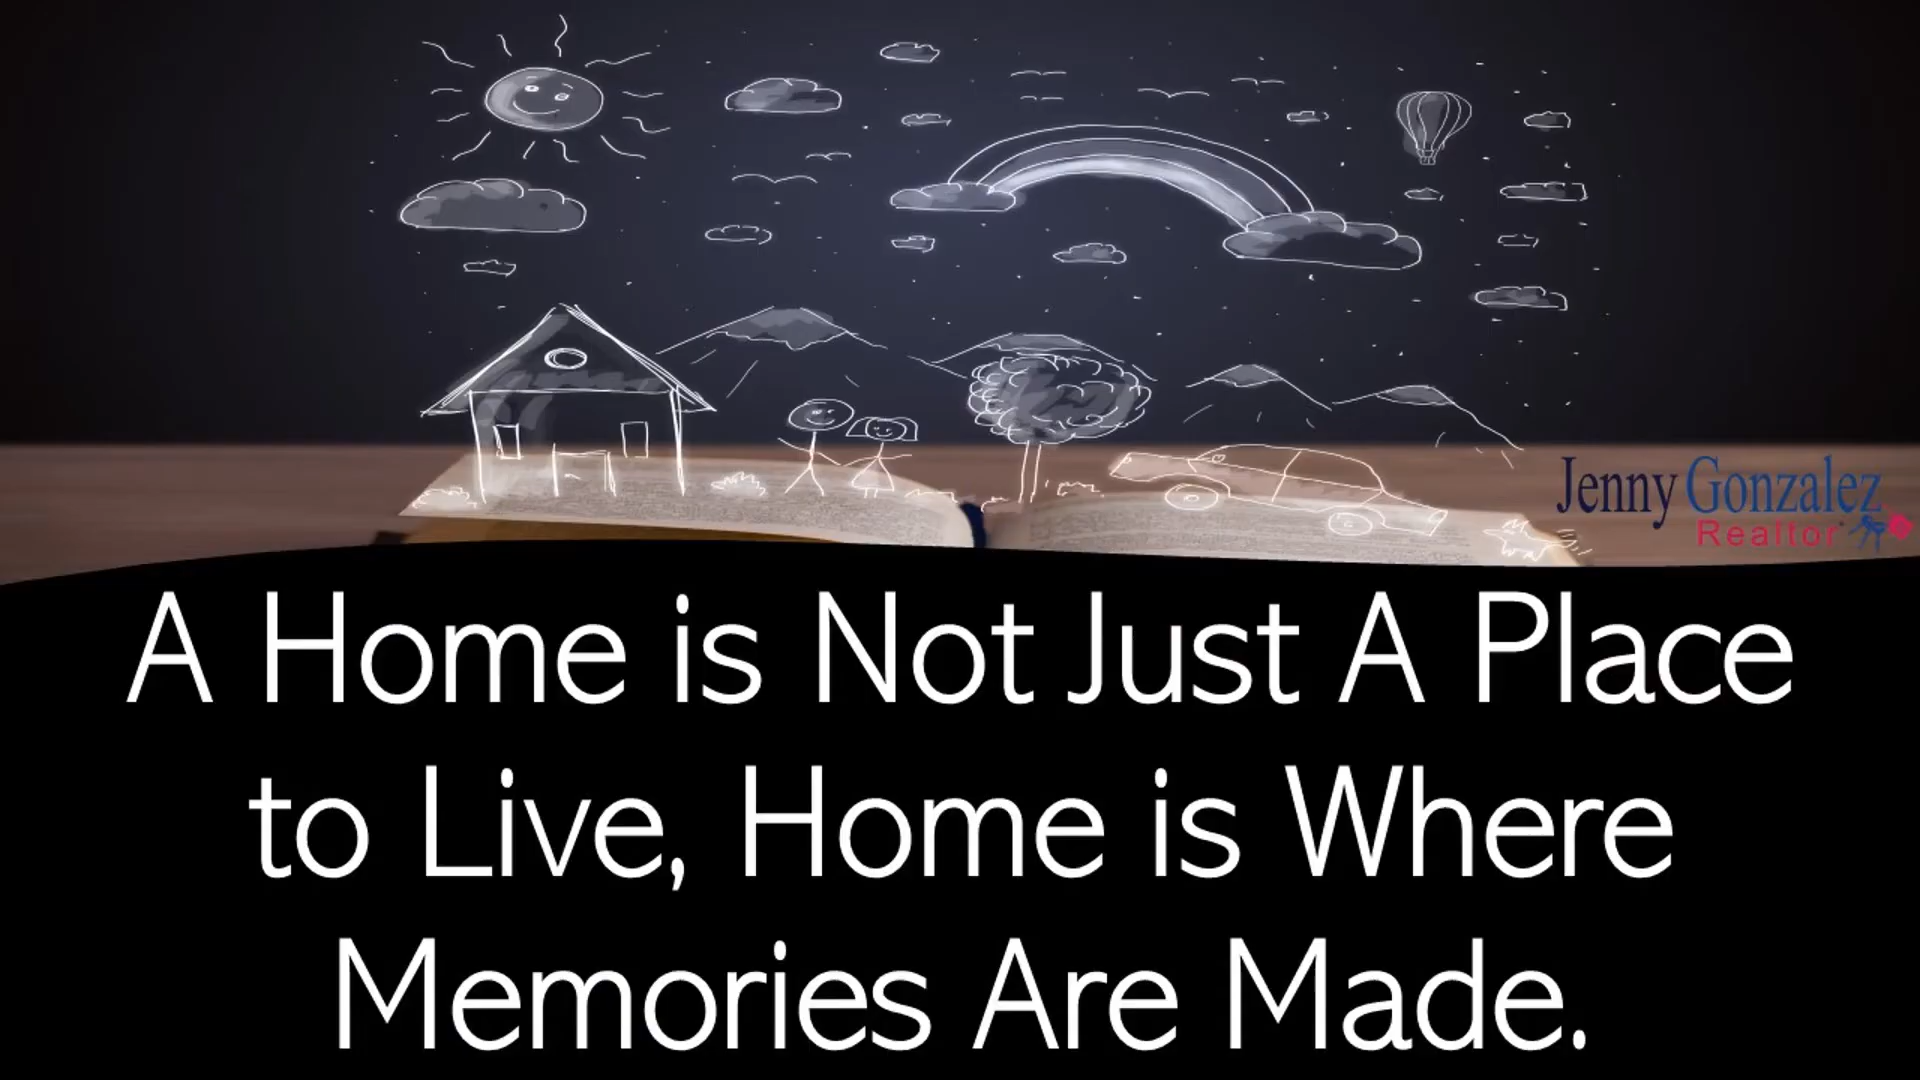 Jenny Gonzalez
Realtor
A Home is Not Just A Place
to Live, Home is Where
Memories Are Made.